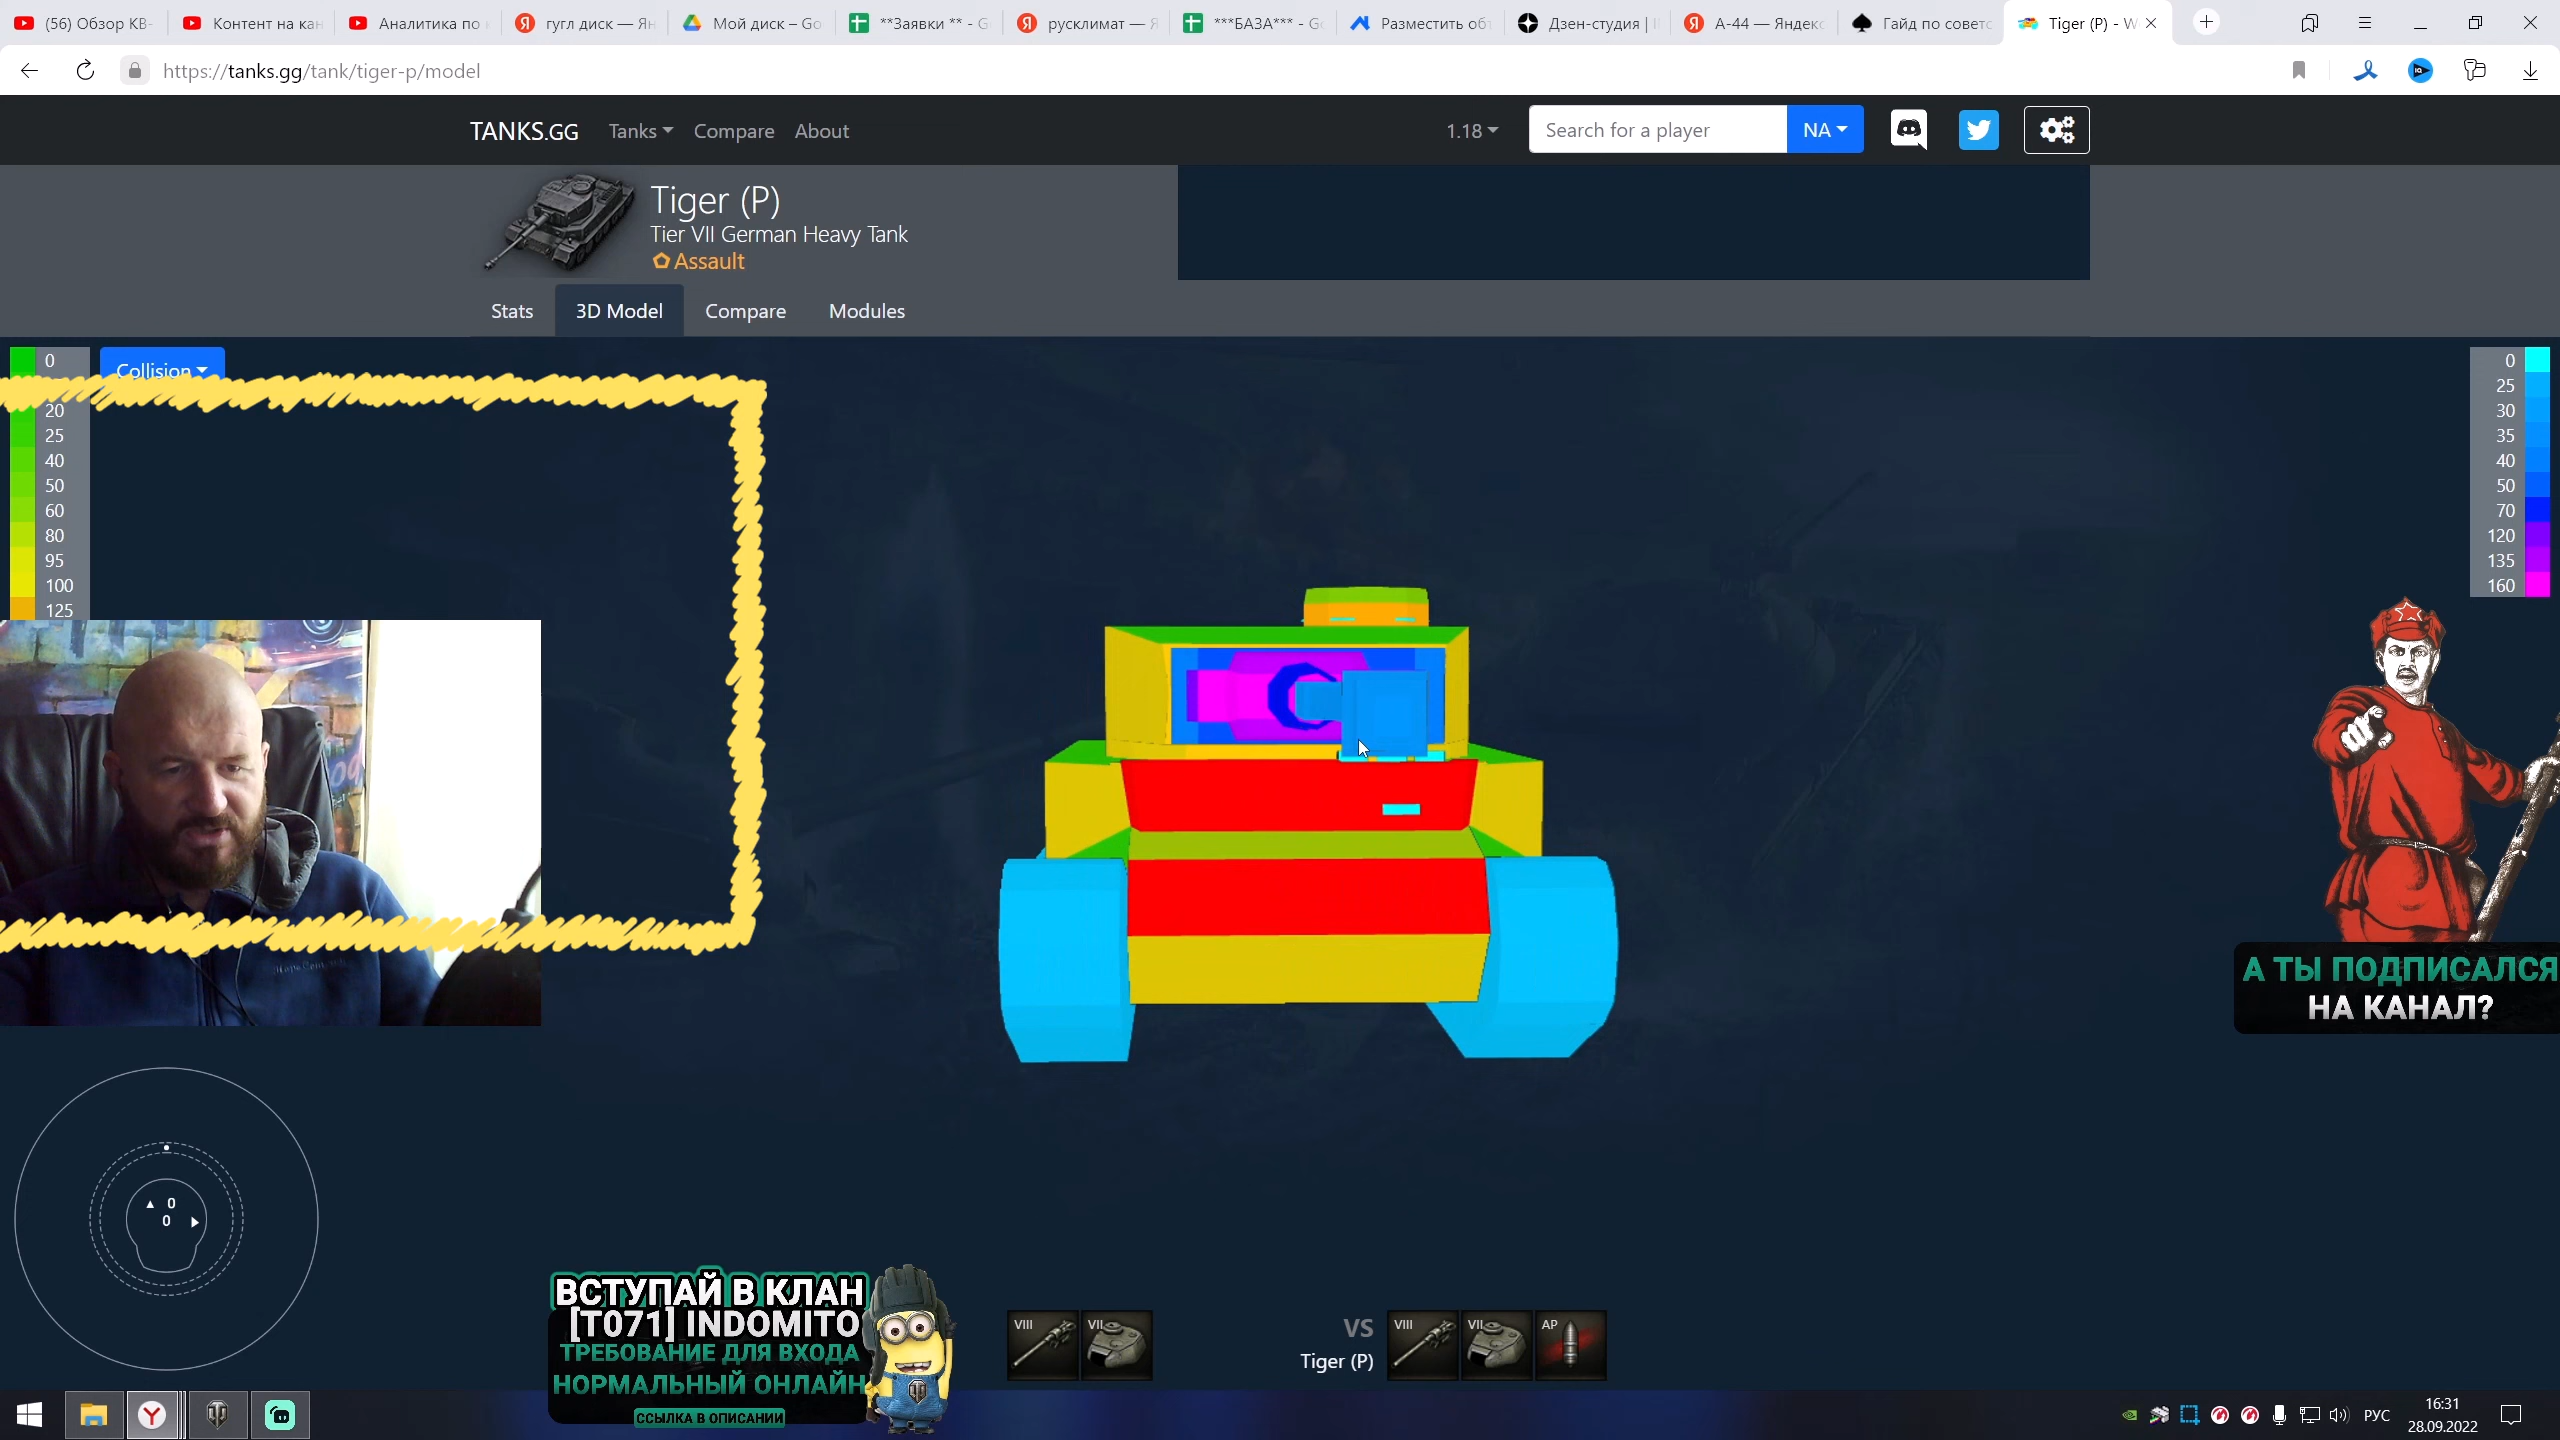 (56) Обзор КВ-
Контент на кан
Аналитика по
гугл диск — Ян
Мой диск – Go
**Заявки ** - G
русклимат — Я
***БАЗА*** - Go
Разместить объ
Дзен-студия |
А-44 — Яндекс
Гайд по советс
Tiger (P) - W
https://tanks.gg/tank/tiger-p/model
TANKS.GG
Tanks
Compare
About
1.18
Search for a player
NA
Tiger (P)
Tier VII German Heavy Tank
Assault
Stats
3D Model
Compare
Modules
Collision
0
20
25
40
50
60
80
95
100
125
0
25
30
35
40
50
70
120
135
160
А ТЫ ПОДПИСАЛСЯ
НА КАНАЛ?
0
0
ВСТУПАЙ В КЛАН
[T071] INDOMITO
ТРЕБОВАНИЕ ДЛЯ ВХОДА
НОРМАЛЬНЫЙ ОНЛАЙН
ССЫЛКА В ОПИСАНИИ
VIII
VII
VS
Tiger (P)
VIII
VII
AP
РУС
16:31
28.09.2022